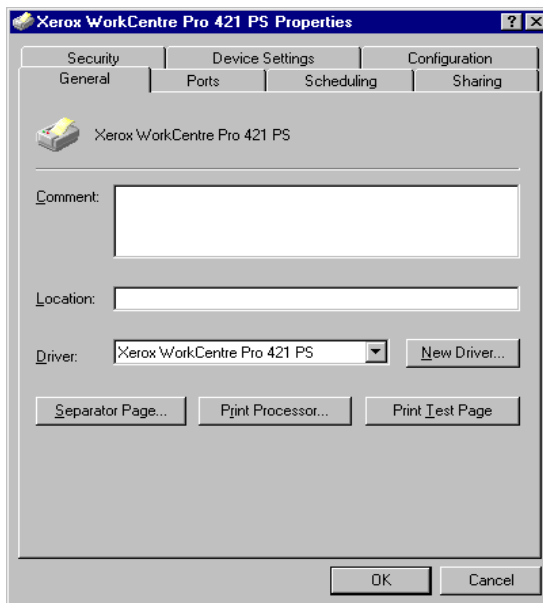 Xerox WorkCentre Pro 421 PS Properties
Security Device Settings Configuration
General Ports Scheduling Sharing
Xerox WorkCentre Pro 421 PS
Comment:
Location:
Driver: Xerox WorkCentre Pro 421 PS New Driver...
Separator Page... Print Processor... Print Test Page
OK Cancel